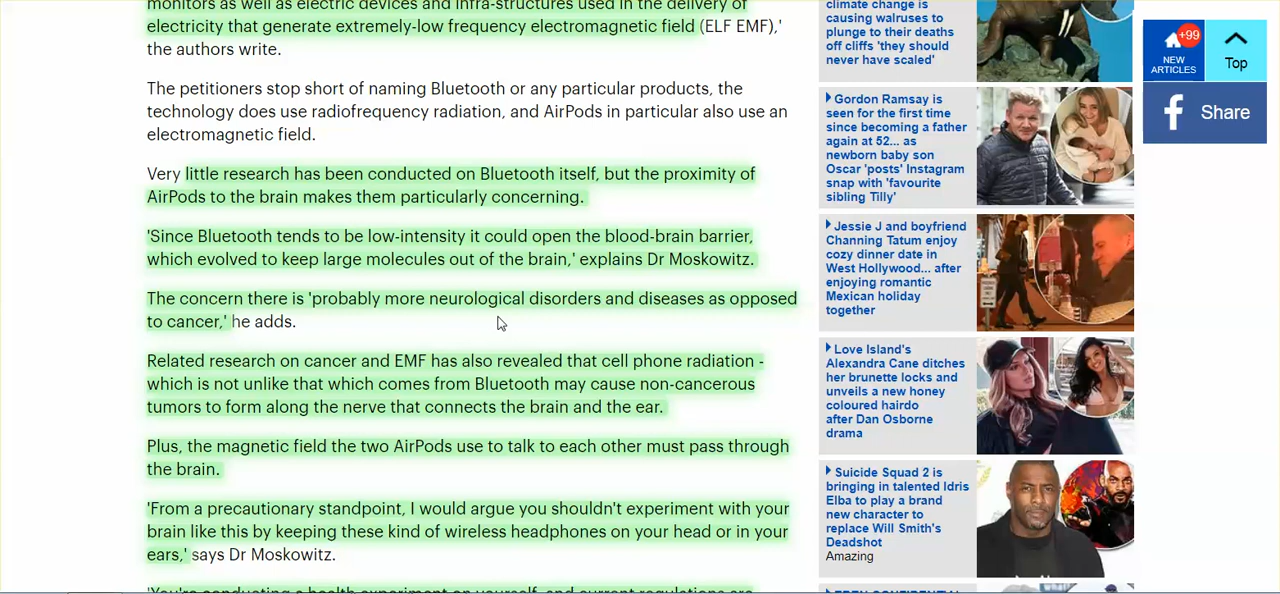 monitors as well as electric devices and infra-structures used in the delivery of
electricity that generate extremely-low frequency electromagnetic field (ELF EMF),'
the authors write.
The petitioners stop short of naming Bluetooth or any particular products, the
technology does use radiofrequency radiation, and AirPods in particular also use an
electromagnetic field.
Very little research has been conducted on Bluetooth itself, but the proximity of
AirPods to the brain makes them particularly concerning.
'Since Bluetooth tends to be low-intensity it could open the blood-brain barrier,
which evolved to keep large molecules out of the brain,' explains Dr Moskowitz.
The concern there is 'probably more neurological disorders and diseases as opposed
to cancer,' he adds.
Related research on cancer and EMF has also revealed that cell phone radiation -
which is not unlike that which comes from Bluetooth may cause non-cancerous
tumors to form along the nerve that connects the brain and the ear.
Plus, the magnetic field the two AirPods use to talk to each other must pass through
the brain.
'From a precautionary standpoint, I would argue you shouldn't experiment with your
brain like this by keeping these kind of wireless headphones on your head or in your
ears,' says Dr Moskowitz.
'You're conducting a health experiment on yourself, and current regulations are
climate change is
causing walruses to
plunge to their deaths
off cliffs 'they should
never have scaled'
Gordon Ramsay is
seen for the first time
since becoming a father
again at 52... as
newborn baby son
Oscar 'posts' Instagram
snap with 'favourite
sibling Tilly'
Jessie J and boyfriend
Channing Tatum enjoy
cozy dinner date in
West Hollywood... after
enjoying romantic
Mexican holiday
together
Love Island's
Alexandra Cane ditches
her brunette locks and
unveils a new honey
coloured hairdo
after Dan Osborne
drama
Suicide Squad 2 is
bringing in talented Idris
Elba to play a brand
new character to
replace Will Smith's
Deadshot
Amazing
+99
NEW
ARTICLES
Top
f Share